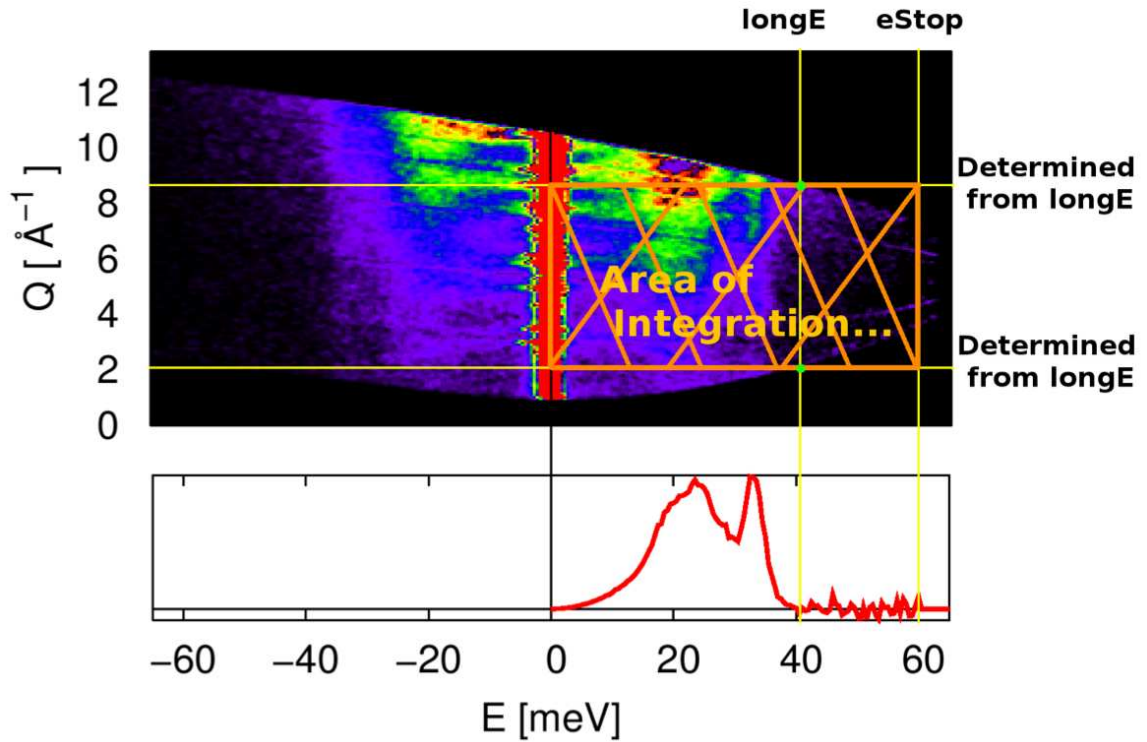 longE eStop
12
10
8
6
4
2
0
Q [ Å⁻¹ ]
Determined
from longE
Area of
Integration...
Determined
from longE
−60 −40 −20 0 20 40 60
E [meV]